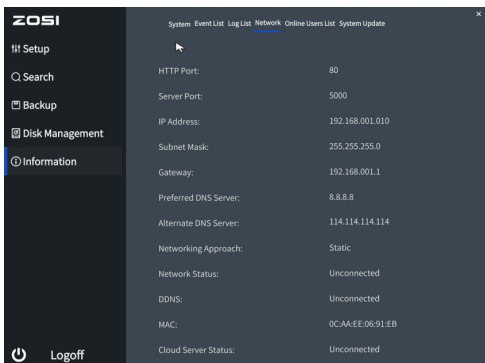 ZOSI
System Event List Log List Network Online Users List System Update
×
Setup
Search
Backup
Disk Management
Information
HTTP Port: 80
Server Port: 5000
IP Address: 192.168.001.010
Subnet Mask: 255.255.255.0
Gateway: 192.168.001.1
Preferred DNS Server: 8.8.8.8
Alternate DNS Server: 114.114.114.114
Networking Approach: Static
Network Status: Unconnected
DDNS: Unconnected
MAC: 0C:AA:EE:06:91:EB
Cloud Server Status: Unconnected
Logoff